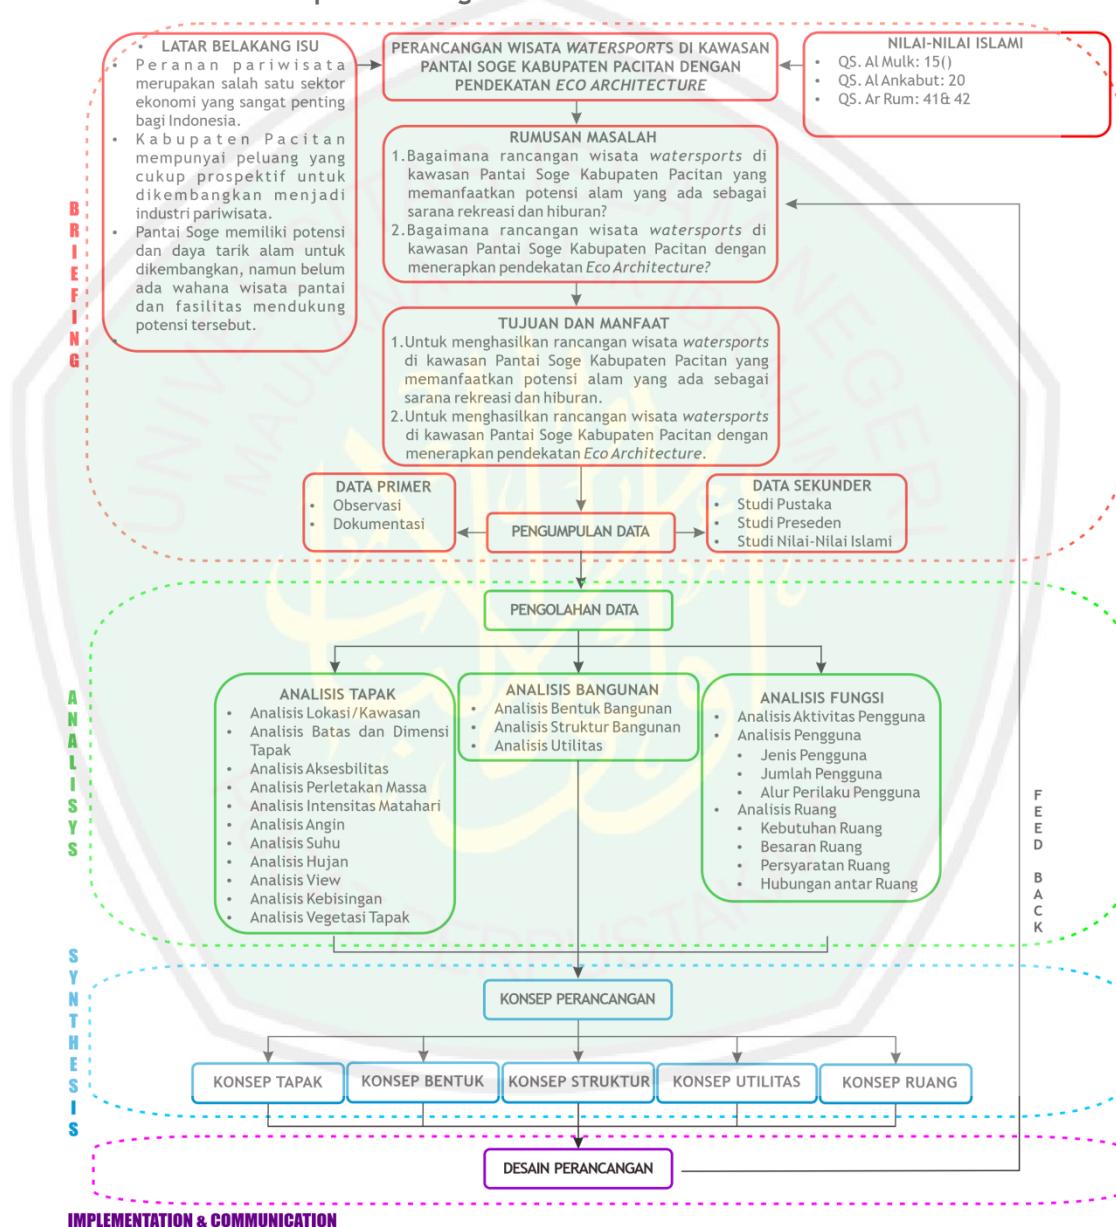 • LATAR BELAKANG ISU
• Peranan pariwisata
merupakan salah satu sektor
ekonomi yang sangat penting
bagi Indonesia.
• Kabupaten Pacitan
mempunyai peluang yang
cukup prospektif untuk
dikembangkan menjadi
industri pariwisata.
• Pantai Soge memiliki potensi
dan daya tarik alam untuk
dikembangkan, namun belum
ada wahana wisata pantai
dan fasilitas mendukung
potensi tersebut.
•
PERANCANGAN WISATA WATERSPORTS DI KAWASAN
PANTAI SOGE KABUPATEN PACITAN DENGAN
PENDEKATAN ECO ARCHITECTURE
NILAI-NILAI ISLAMI
• QS. Al Mulk: 15()
• QS. Al Ankabut: 20
• QS. Ar Rum: 41& 42
RUMUSAN MASALAH
1.Bagaimana rancangan wisata watersports di
kawasan Pantai Soge Kabupaten Pacitan yang
memanfaatkan potensi alam yang ada sebagai
sarana rekreasi dan hiburan?
2.Bagaimana rancangan wisata watersports di
kawasan Pantai Soge Kabupaten Pacitan dengan
menerapkan pendekatan Eco Architecture?
TUJUAN DAN MANFAAT
1.Untuk menghasilkan rancangan wisata watersports
di kawasan Pantai Soge Kabupaten Pacitan yang
memanfaatkan potensi alam yang ada sebagai
sarana rekreasi dan hiburan.
2.Untuk menghasilkan rancangan wisata watersports
di kawasan Pantai Soge Kabupaten Pacitan dengan
menerapkan pendekatan Eco Architecture.
BRIEFING
DATA PRIMER
• Observasi
• Dokumentasi
PENGUMPULAN DATA
DATA SEKUNDER
• Studi Pustaka
• Studi Preseden
• Studi Nilai-Nilai Islami
PENGOLAHAN DATA
ANALISYS
ANALISIS TAPAK
• Analisis Lokasi/Kawasan
• Analisis Batas dan Dimensi
Tapak
• Analisis Aksesbilitas
• Analisis Perletakan Massa
• Analisis Intensitas Matahari
• Analisis Angin
• Analisis Suhu
• Analisis Hujan
• Analisis View
• Analisis Kebisingan
• Analisis Vegetasi Tapak
ANALISIS BANGUNAN
• Analisis Bentuk Bangunan
• Analisis Struktur Bangunan
• Analisis Utilitas
ANALISIS FUNGSI
• Analisis Aktivitas Pengguna
• Analisis Pengguna
• Jenis Pengguna
• Jumlah Pengguna
• Alur Perilaku Pengguna
• Analisis Ruang
• Kebutuhan Ruang
• Besaran Ruang
• Persyaratan Ruang
• Hubungan antar Ruang
FEED BACK
SYNTHESIS
KONSEP PERANCANGAN
KONSEP TAPAK
KONSEP BENTUK
KONSEP STRUKTUR
KONSEP UTILITAS
KONSEP RUANG
DESAIN PERANCANGAN
IMPLEMENTATION & COMMUNICATION